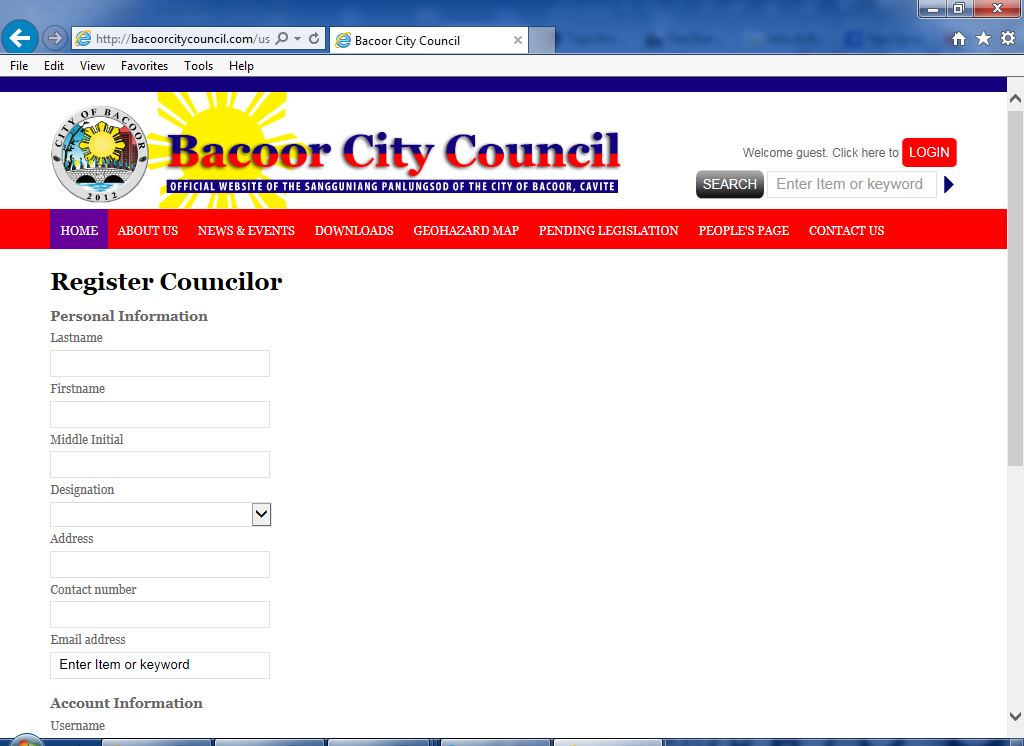 http://bacoorcitycouncil.com/us
Bacoor City Council
File Edit View Favorites Tools Help
CITY OF BACOOR
2012
Bacoor City Council
OFFICIAL WEBSITE OF THE SANGGUNIANG PANLUNGSOD OF THE CITY OF BACOOR, CAVITE
Welcome guest. Click here to LOGIN
SEARCH Enter Item or keyword
HOME ABOUT US NEWS & EVENTS DOWNLOADS GEOHAZARD MAP PENDING LEGISLATION PEOPLE'S PAGE CONTACT US
Register Councilor
Personal Information
Lastname
Firstname
Middle Initial
Designation
Address
Contact number
Email address
Enter Item or keyword
Account Information
Username